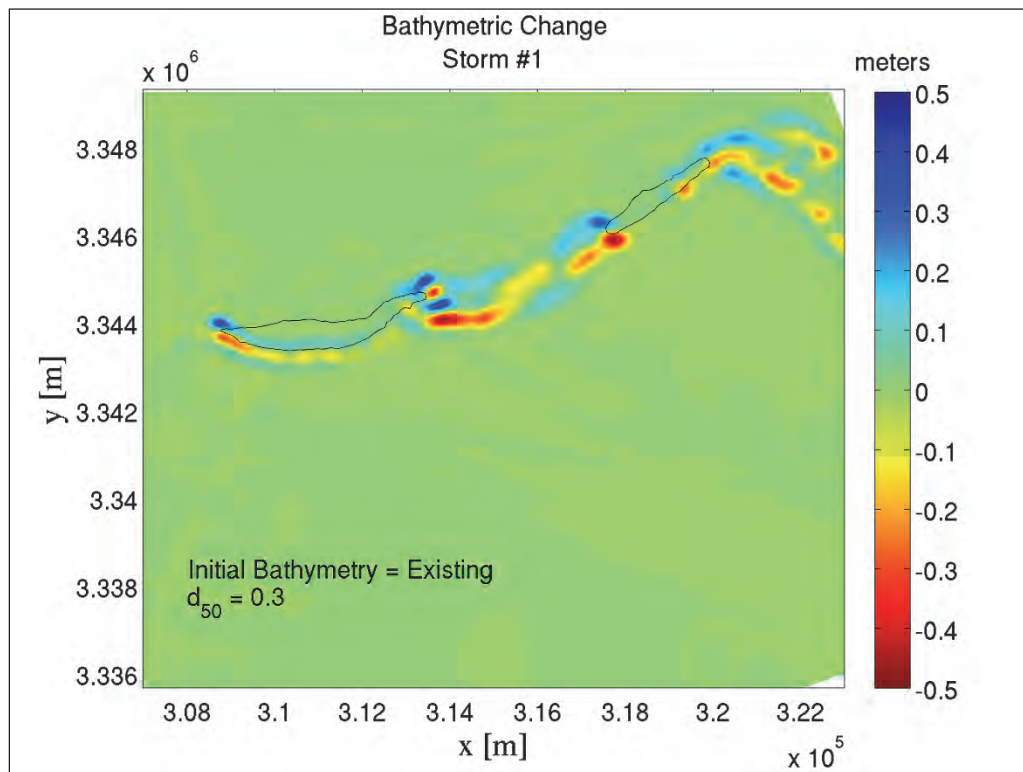 Bathymetric Change
Storm #1
x 10^6
meters
3.348
3.346
3.344
3.342
3.34
3.338
3.336
y [m]
Initial Bathymetry = Existing
d_50 = 0.3
3.08 3.1 3.12 3.14 3.16 3.18 3.2 3.22
x [m]
x 10^5
0.5
0.4
0.3
0.2
0.1
0
-0.1
-0.2
-0.3
-0.4
-0.5